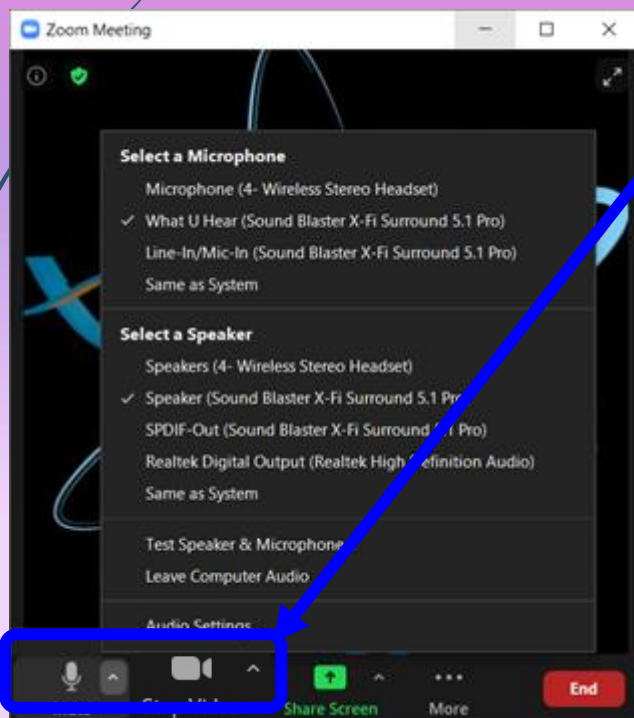 Zoom Meeting
Select a Microphone
Microphone (4- Wireless Stereo Headset)
What U Hear (Sound Blaster X-Fi Surround 5.1 Pro)
Line-In/Mic-In (Sound Blaster X-Fi Surround 5.1 Pro)
Same as System
Select a Speaker
Speakers (4- Wireless Stereo Headset)
Speaker (Sound Blaster X-Fi Surround 5.1 Pro)
SPDIF-Out (Sound Blaster X-Fi Surround 5.1 Pro)
Realtek Digital Output (Realtek High Definition Audio)
Same as System
Test Speaker & Microphone
Leave Computer Audio
Audio Settings
Share Screen More End